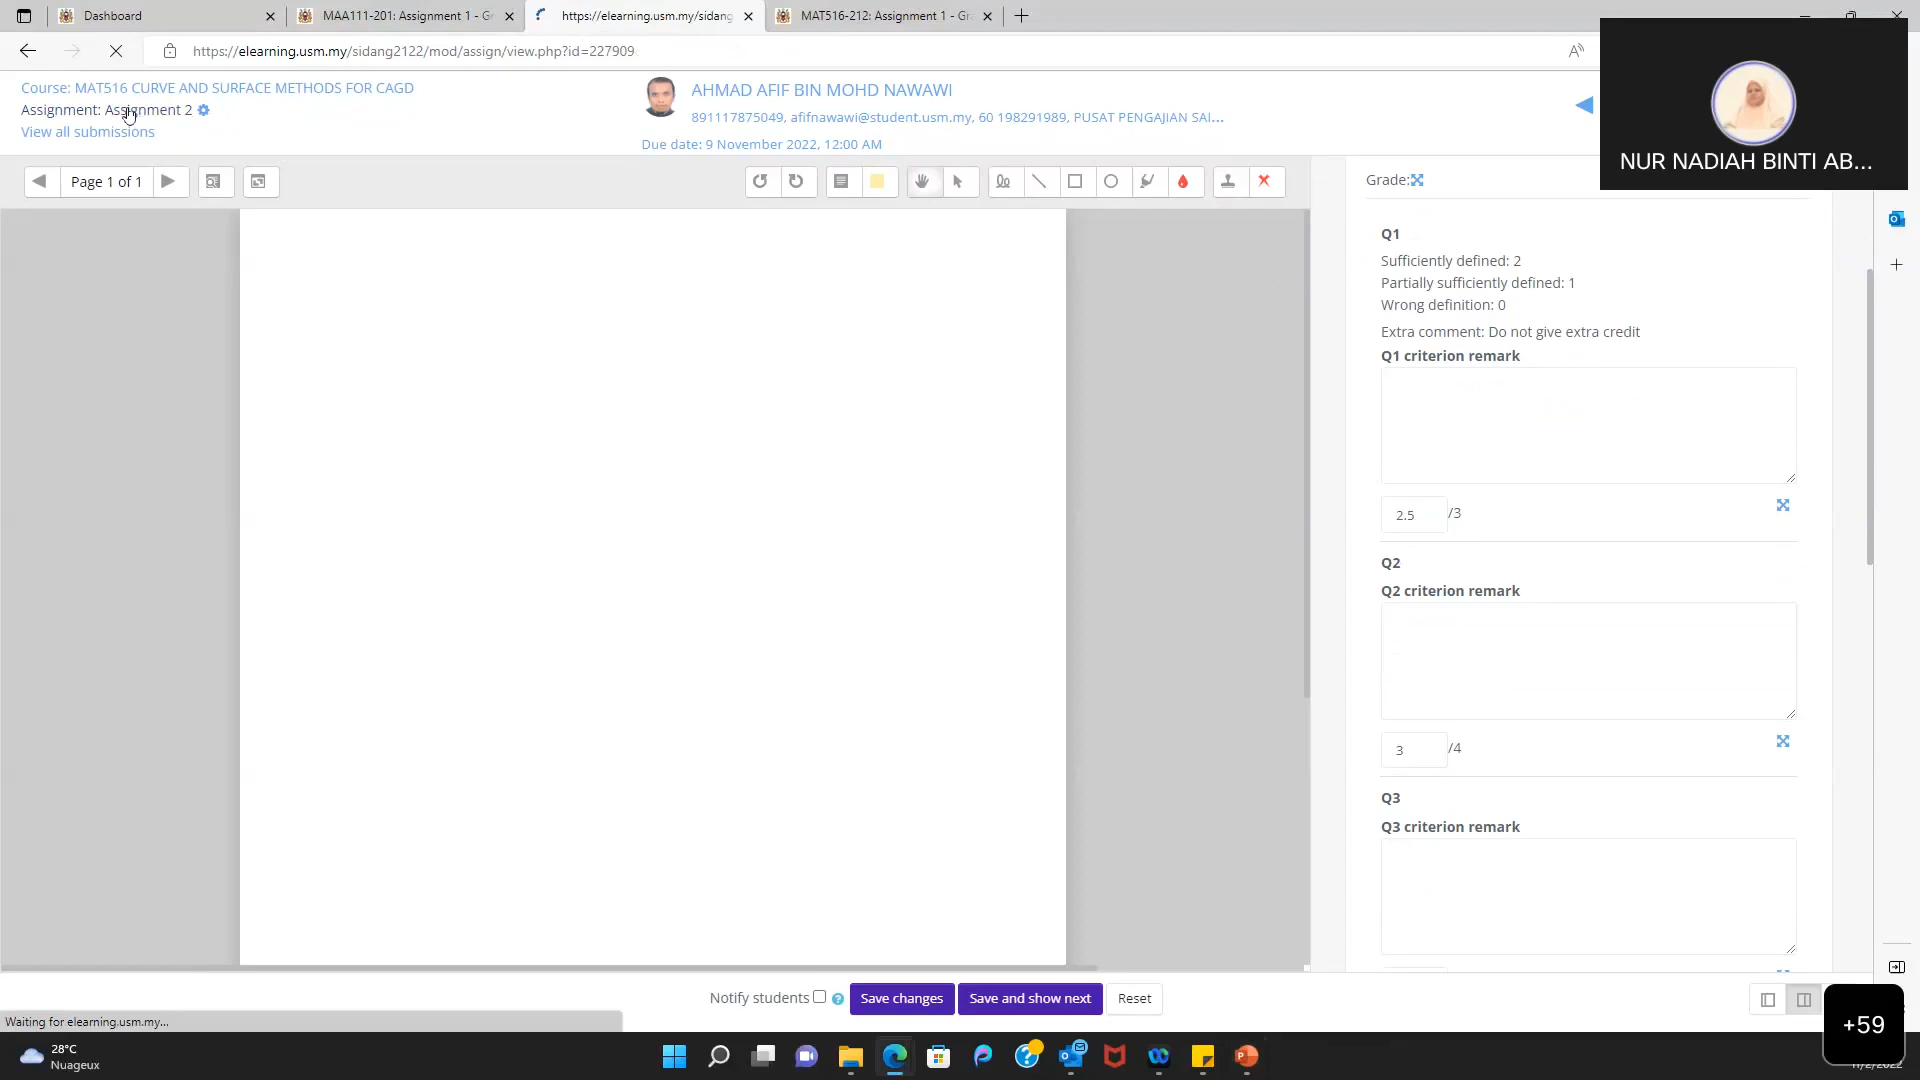 Dashboard
MAA111-201: Assignment 1 - Gr
https://elearning.usm.my/sidang
MAT516-212: Assignment 1 - Gra
https://elearning.usm.my/sidang2122/mod/assign/view.php?id=227909
Course: MAT516 CURVE AND SURFACE METHODS FOR CAGD
Assignment: Assignment 2
View all submissions
AHMAD AFIF BIN MOHD NAWAWI
891117875049, afifnawawi@student.usm.my, 60 198291989, PUSAT PENGAJIAN SAI...
Due date: 9 November 2022, 12:00 AM
NUR NADIAH BINTI AB...
Page 1 of 1
Grade:
Q1
Sufficiently defined: 2
Partially sufficiently defined: 1
Wrong definition: 0
Extra comment: Do not give extra credit
Q1 criterion remark
2.5 /3
Q2
Q2 criterion remark
3 /4
Q3
Q3 criterion remark
Notify students
Save changes
Save and show next
Reset
Waiting for elearning.usm.my...
+59
28°C
Nuageux